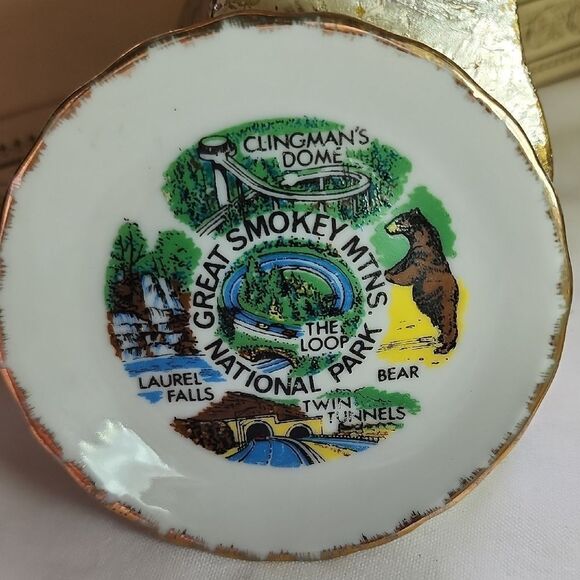 CLINGMAN'S
DOME
GREAT SMOKEY MTNS.
NATIONAL PARK
THE
LOOP
BEAR
LAUREL
FALLS
TWIN
TUNNELS